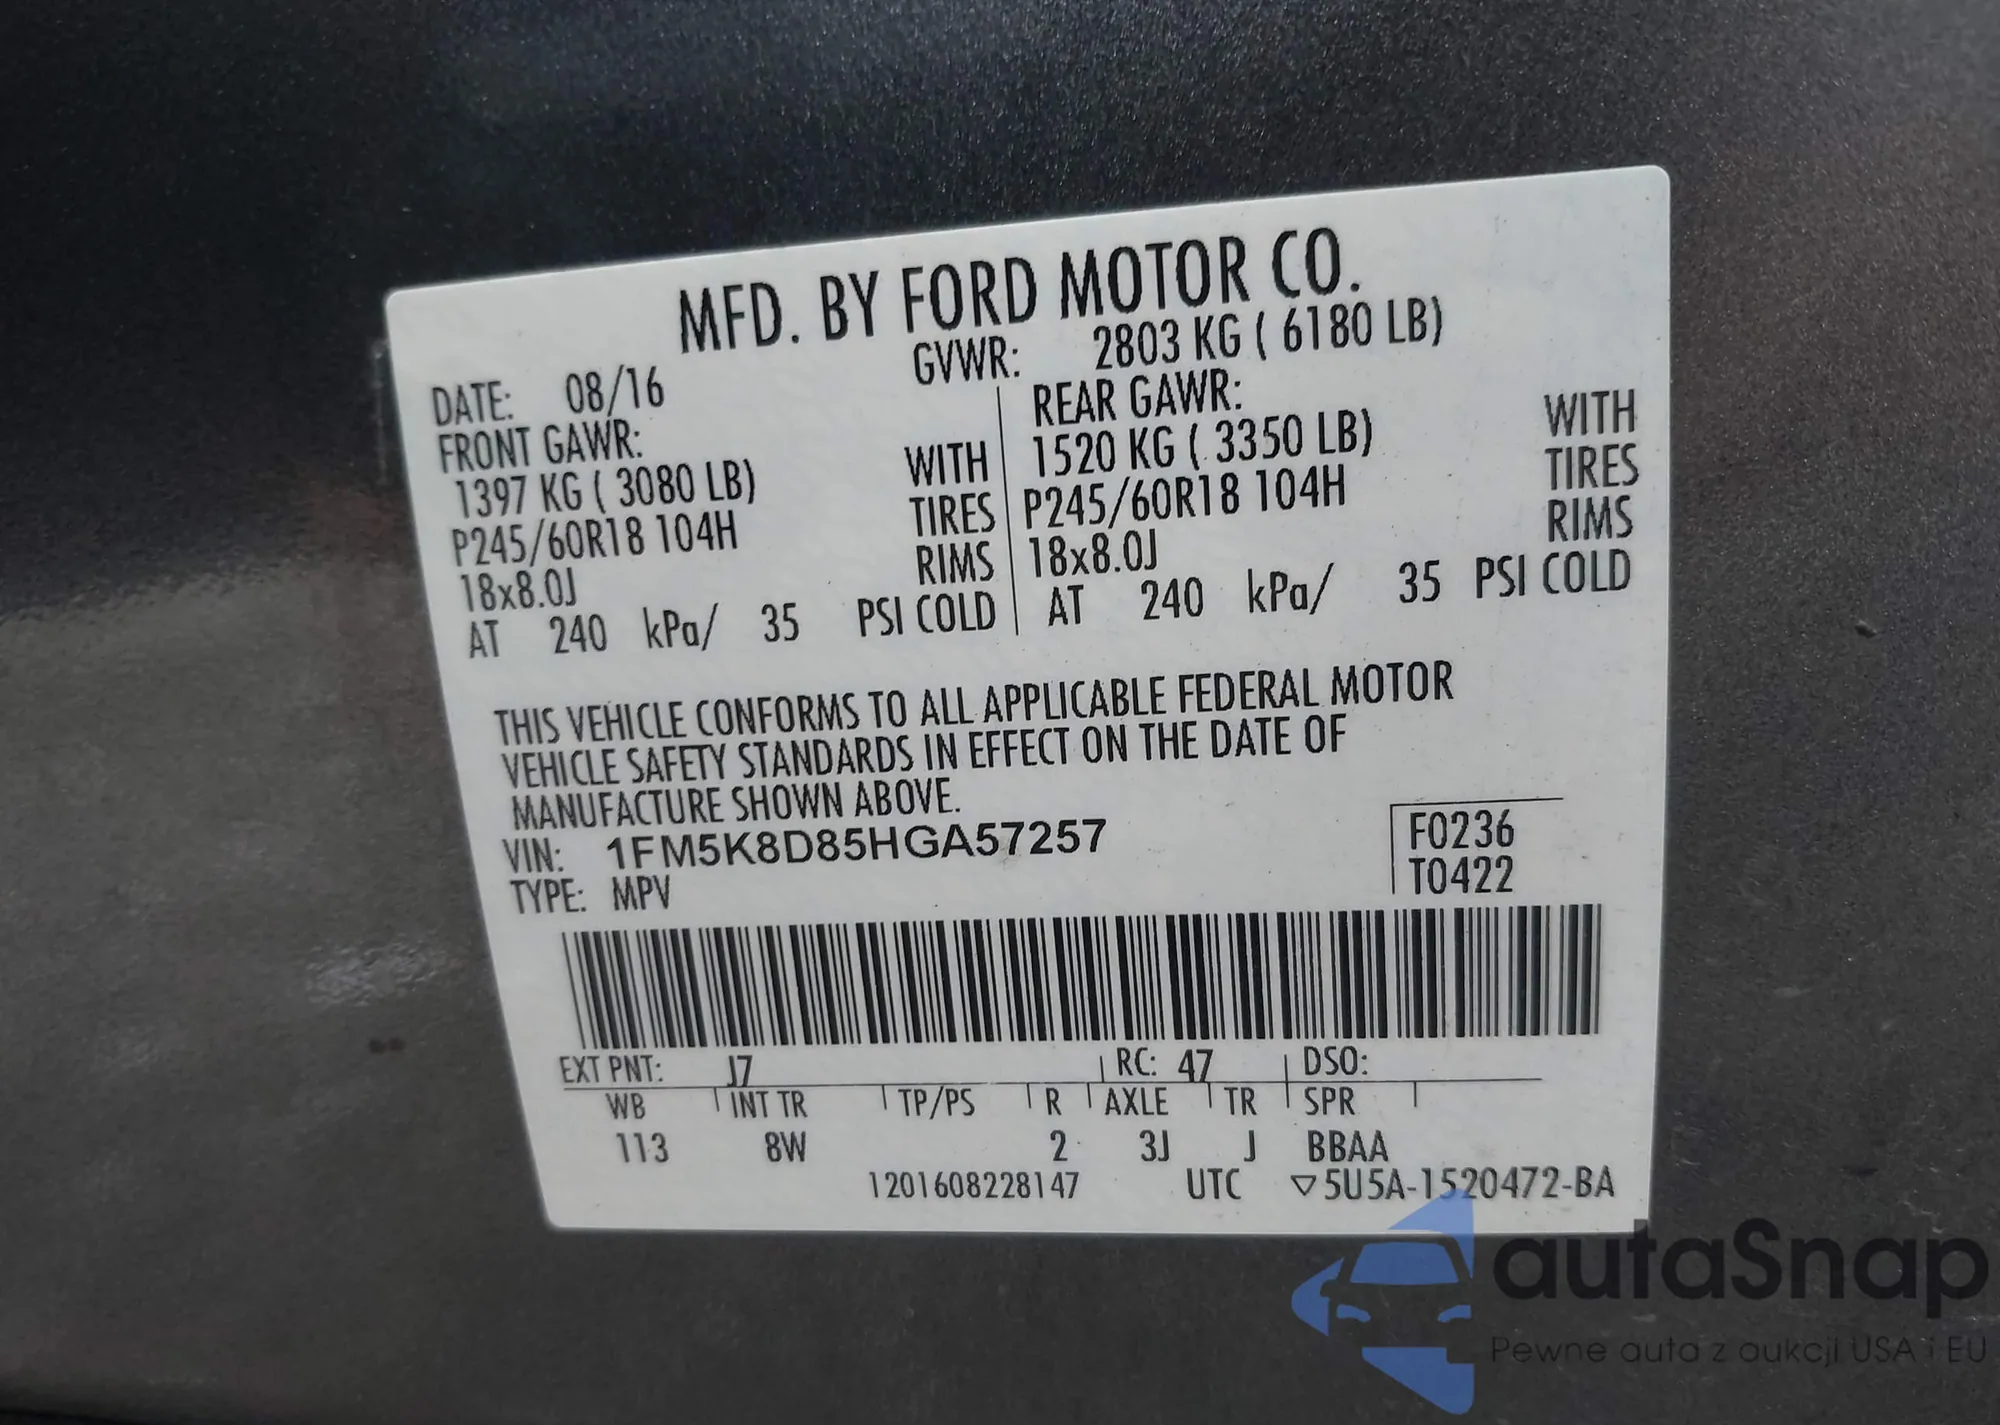 MFD. BY FORD MOTOR CO.
DATE: 08/16 GVWR: 2803 KG ( 6180 LB)
FRONT GAWR: REAR GAWR:
1397 KG ( 3080 LB) WITH 1520 KG ( 3350 LB) WITH
P245/60R18 104H TIRES P245/60R18 104H TIRES
18x8.0J RIMS 18x8.0J RIMS
AT 240 kPa/ 35 PSI COLD AT 240 kPa/ 35 PSI COLD
THIS VEHICLE CONFORMS TO ALL APPLICABLE FEDERAL MOTOR
VEHICLE SAFETY STANDARDS IN EFFECT ON THE DATE OF
MANUFACTURE SHOWN ABOVE.
VIN: 1FM5K8D85HGA57257 F0236
TYPE: MPV T0422
EXT PNT: J7 RC: 47 DSO:
WB INT TR TP/PS R AXLE TR SPR
113 8W 2 3J J BBAA
1201608228147 UTC ▽5U5A-1520472-BA
autaSnap
Pewne auta z aukcji USA i EU